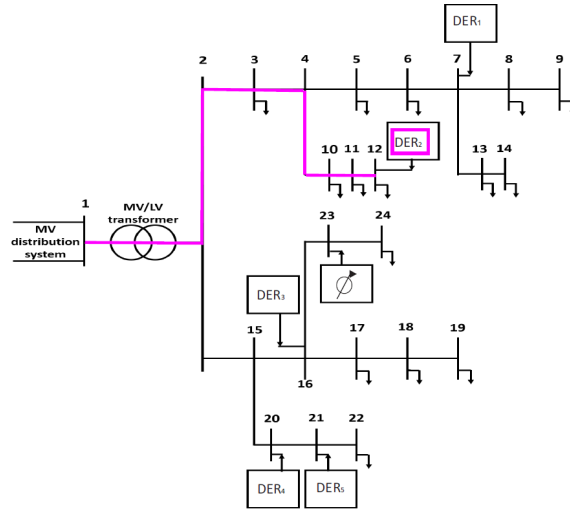 DER₁
2
3
4
5
6
7
8
9
DER₂
10
11
12
13
14
1
MV/LV
transformer
MV
distribution
system
23
24
DER₃
15
16
17
18
19
20
21
22
DER₄
DER₅